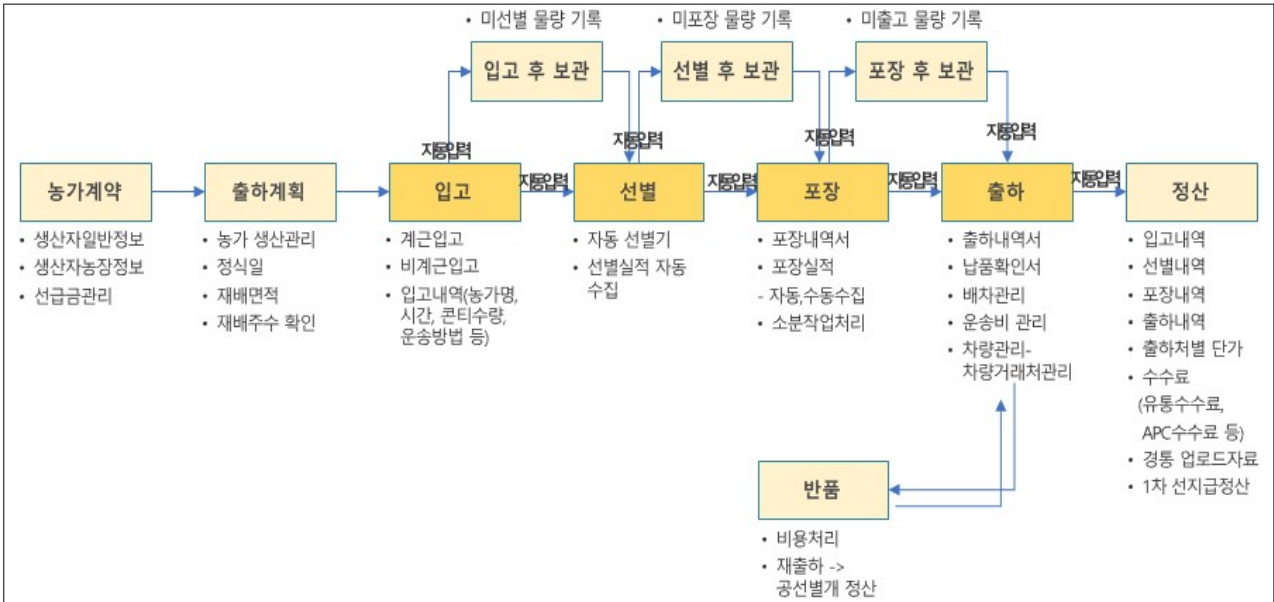 • 미선별 물량 기록
• 미포장 물량 기록
• 미출고 물량 기록
입고 후 보관
선별 후 보관
포장 후 보관
자동입력
자동입력
자동입력
자동입력
농가계약
출하계획
입고
자동입력
선별
자동입력
포장
자동입력
출하
자동입력
정산
• 생산자일반정보
• 생산자농장정보
• 선급금관리
• 농가 생산관리
• 정식일
• 재배면적
• 재배주수 확인
• 계근입고
• 비계근입고
• 입고내역(농가명,
시간, 콘티수량,
운송방법 등)
• 자동 선별기
• 선별실적 자동
수집
• 포장내역서
• 포장실적
- 자동,수동수집
• 소분작업처리
• 출하내역서
• 납품확인서
• 배차관리
• 운송비 관리
• 차량관리-
차량거래처관리
• 입고내역
• 선별내역
• 포장내역
• 출하내역
• 출하처별 단가
• 수수료
(유통수수료,
APC수수료 등)
• 경통 업로드자료
• 1차 선지급정산
반품
• 비용처리
• 재출하 ->
공선별개 정산